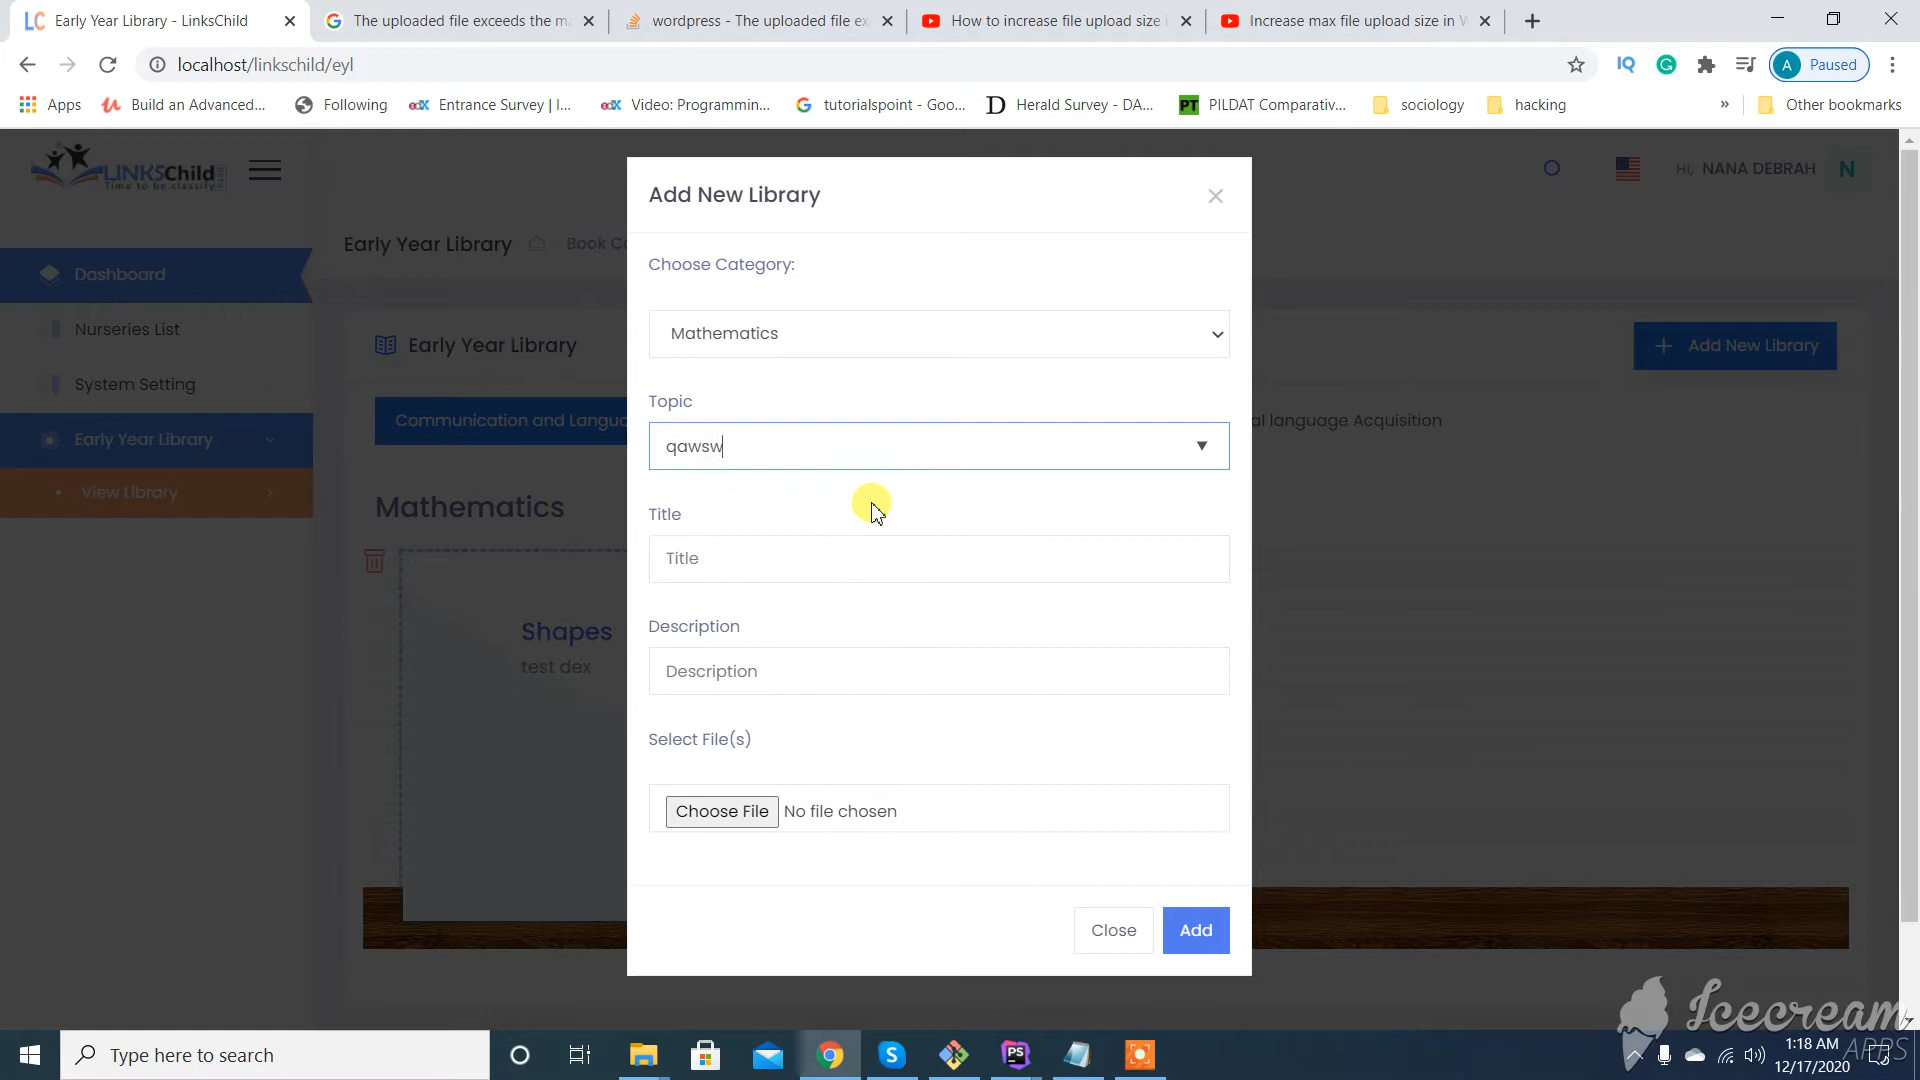 Early Year Library - LinksChild
The uploaded file exceeds the ma
wordpress - The uploaded file ex
How to increase file upload size i
Increase max file upload size in W
localhost/linkschild/eyl
A Paused
Apps
Build an Advanced...
Following
Entrance Survey | I...
Video: Programmin...
tutorialspoint - Goo...
Herald Survey - DA...
PILDAT Comparativ...
sociology
hacking
»
Other bookmarks
LINKSChild
Time to be classify
Hi, NANA DEBRAH N
Early Year Library
Book Co
Dashboard
Nurseries List
System Setting
Early Year Library
View Library
Early Year Library
Add New Library
Communication and Langua
al language Acquisition
Mathematics
Shapes
test dex
Add New Library
Choose Category:
Mathematics
Topic
qawsw
Title
Title
Description
Description
Select File(s)
Choose File No file chosen
Close
Add
Icecream
APPS
Type here to search
1:18 AM
12/17/2020